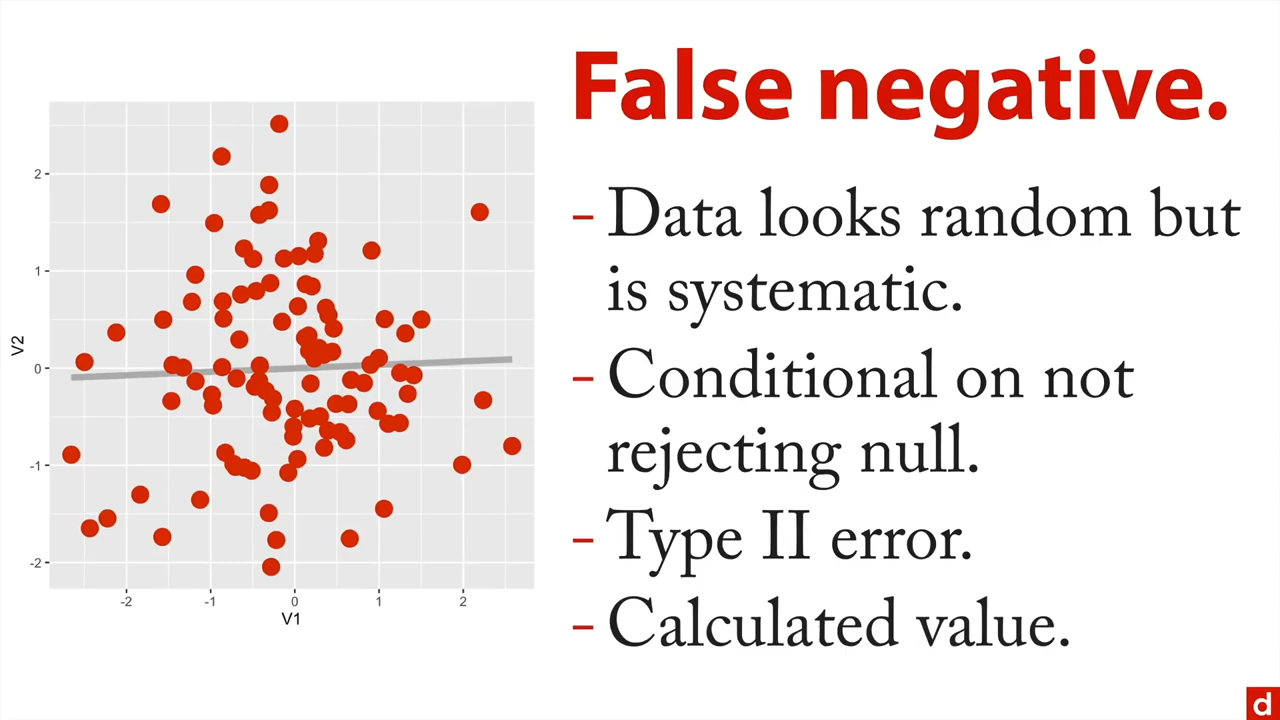 False negative.
– Data looks random but
is systematic.
– Conditional on not
rejecting null.
– Type II error.
– Calculated value.
2
1
0
-1
-2
V2
-2 -1 0 1 2
V1
d